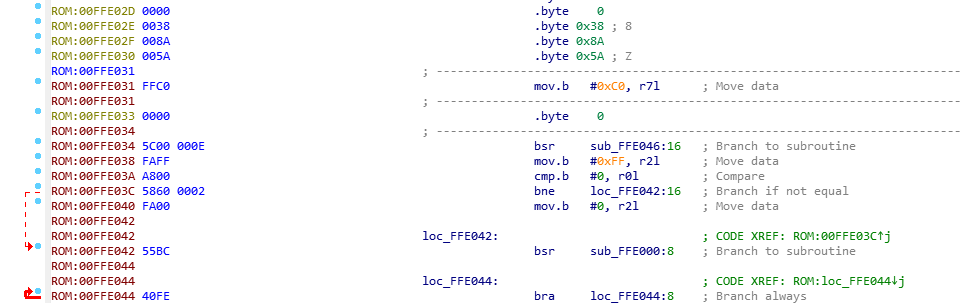 ROM:00FFE02D 0000 .byte 0
ROM:00FFE02E 0038 .byte 0x38 ; 8
ROM:00FFE02F 008A .byte 0x8A
ROM:00FFE030 005A .byte 0x5A ; Z
ROM:00FFE031 ; ---------------------------------------------------------------------------
ROM:00FFE031 FFC0 mov.b #0xC0, r7l ; Move data
ROM:00FFE031 ; ---------------------------------------------------------------------------
ROM:00FFE033 0000 .byte 0
ROM:00FFE034 ; ---------------------------------------------------------------------------
ROM:00FFE034 5C00 000E bsr sub_FFE046:16 ; Branch to subroutine
ROM:00FFE038 FAFF mov.b #0xFF, r2l ; Move data
ROM:00FFE03A A800 cmp.b #0, r0l ; Compare
ROM:00FFE03C 5860 0002 bne loc_FFE042:16 ; Branch if not equal
ROM:00FFE040 FA00 mov.b #0, r2l ; Move data
ROM:00FFE042
ROM:00FFE042 loc_FFE042: ; CODE XREF: ROM:00FFE03C↑j
ROM:00FFE042 55BC bsr sub_FFE000:8 ; Branch to subroutine
ROM:00FFE044
ROM:00FFE044 loc_FFE044: ; CODE XREF: ROM:loc_FFE044↓j
ROM:00FFE044 40FE bra loc_FFE044:8 ; Branch always